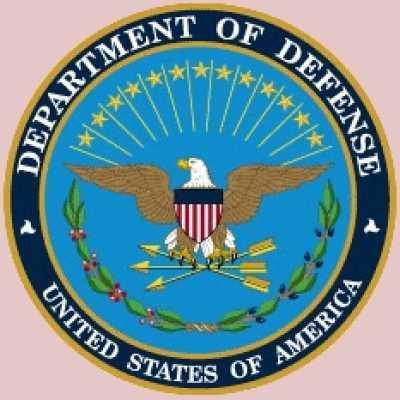 DEPARTMENT OF DEFENSE
UNITED STATES OF AMERICA